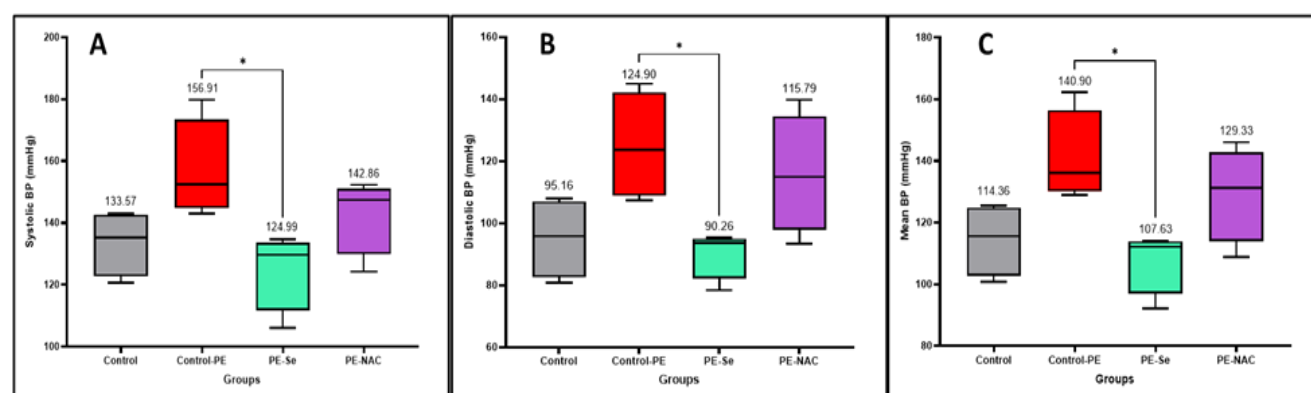 A
Systolic BP (mmHg)
200
180
160
140
120
100
*
156.91
133.57
124.99
142.86
Control
Control-PE
PE-Se
PE-NAC
Groups
B
Diastolic BP (mmHg)
160
140
120
100
80
60
*
124.90
95.16
90.26
115.79
Control
Control-PE
PE-Se
PE-NAC
Groups
C
Mean BP (mmHg)
180
160
140
120
100
80
*
140.90
114.36
107.63
129.33
Control
Control-PE
PE-Se
PE-NAC
Groups